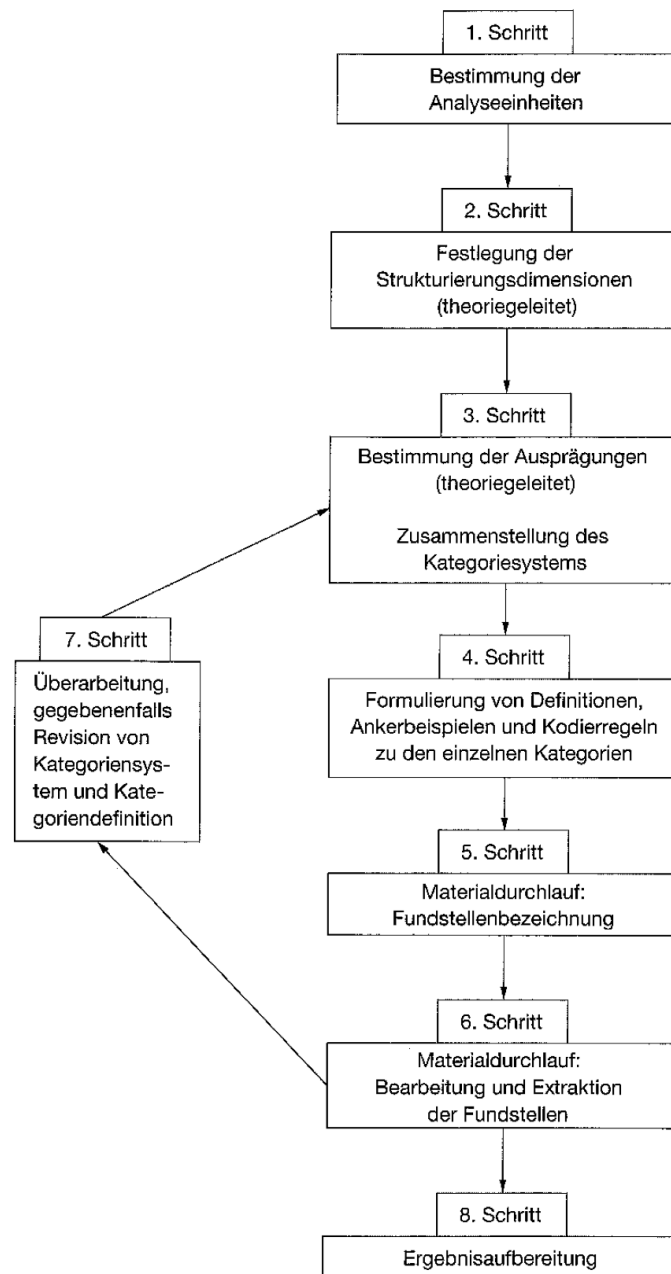 1. Schritt
Bestimmung der
Analyseeinheiten
2. Schritt
Festlegung der
Strukturierungsdimensionen
(theoriegeleitet)
3. Schritt
Bestimmung der Ausprägungen
(theoriegeleitet)
Zusammenstellung des
Kategoriesystems
4. Schritt
Formulierung von Definitionen,
Ankerbeispielen und Kodierregeln
zu den einzelnen Kategorien
5. Schritt
Materialdurchlauf:
Fundstellenbezeichnung
6. Schritt
Materialdurchlauf:
Bearbeitung und Extraktion
der Fundstellen
7. Schritt
Überarbeitung,
gegebenenfalls
Revision von
Kategoriensys-
tem und Kate-
goriendefinition
8. Schritt
Ergebnisaufbereitung